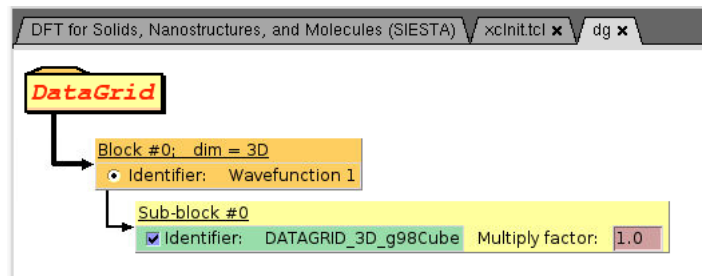 DFT for Solids, Nanostructures, and Molecules (SIESTA) xcInit.tcl × dg ×
DataGrid
Block #0; dim = 3D
Identifier: Wavefunction 1
Sub-block #0
Identifier: DATAGRID_3D_g98Cube Multiply factor: 1.0